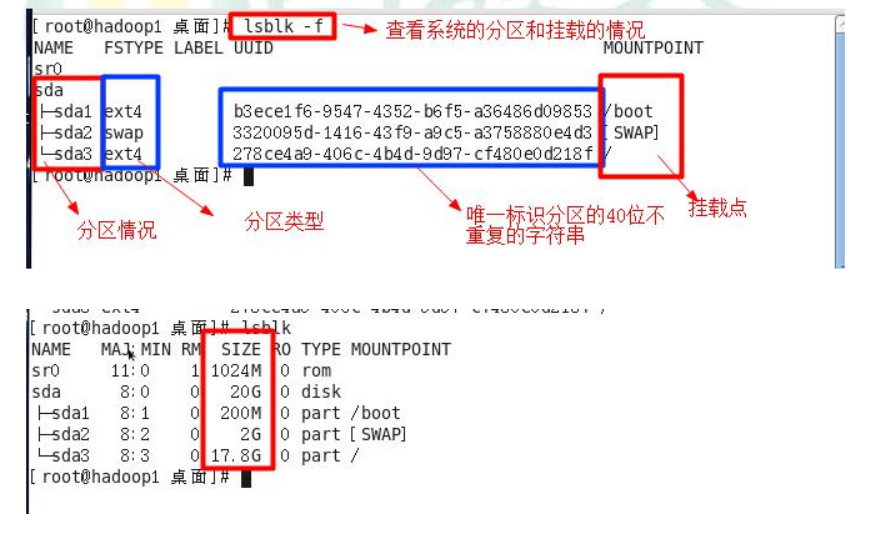 [root@hadoop1 桌面]# lsblk -f 查看系统的分区和挂载的情况
NAME FSTYPE LABEL UUID MOUNTPOINT
sr0
sda
├─sda1 ext4 b3ece1f6-9547-4352-b6f5-a36486d09853 /boot
├─sda2 swap 3320095d-1416-43f9-a9c5-a3758880e4d3 [SWAP]
└─sda3 ext4 278ce4a9-406c-4b4d-9d97-cf480e0d218f /
[root@hadoop1 桌面]#
分区情况
分区类型
唯一标识分区的40位不
重复的字符串
挂载点
[root@hadoop1 桌面]# lsblk
NAME MAJ:MIN RM SIZE RO TYPE MOUNTPOINT
sr0 11:0 1 1024M 0 rom
sda 8:0 0 20G 0 disk
├─sda1 8:1 0 200M 0 part /boot
├─sda2 8:2 0 2G 0 part [SWAP]
└─sda3 8:3 0 17.8G 0 part /
[root@hadoop1 桌面]#